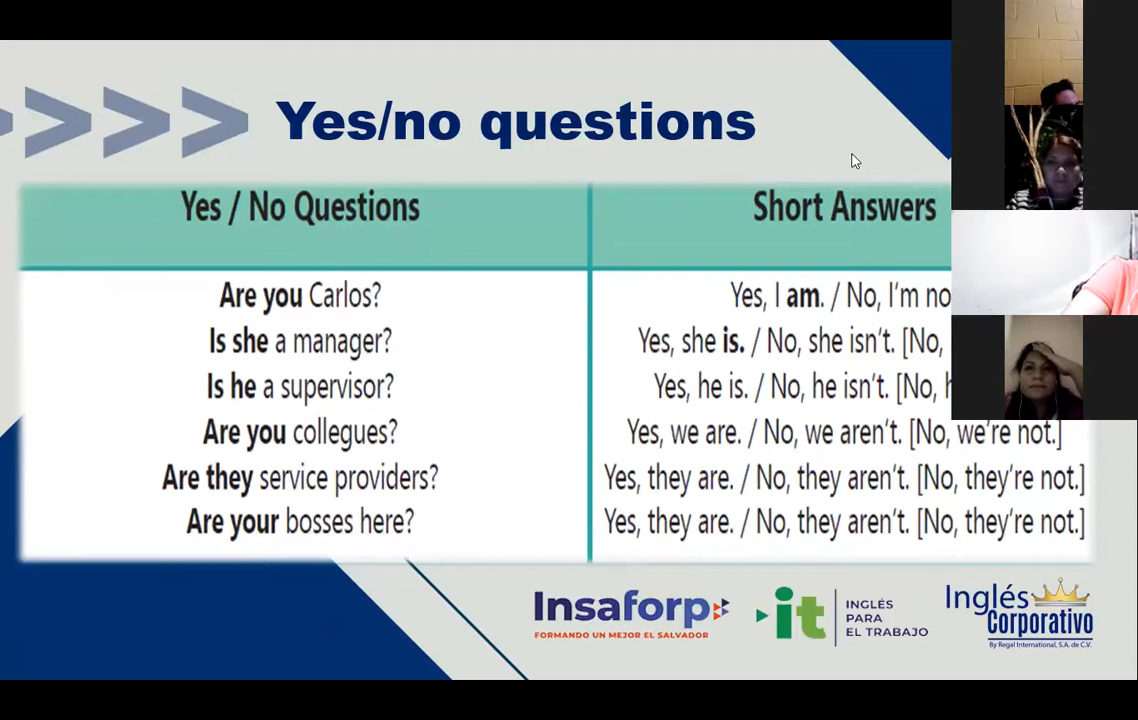 Yes/no questions
Yes / No Questions
Short Answers
Are you Carlos?
Yes, I am. / No, I'm no
Is she a manager?
Yes, she is. / No, she isn't. [No,
Is he a supervisor?
Yes, he is. / No, he isn't. [No, h
Are you collegues?
Yes, we are. / No, we aren't. [No, we're not.]
Are they service providers?
Yes, they are. / No, they aren't. [No, they're not.]
Are your bosses here?
Yes, they are. / No, they aren't. [No, they're not.]
Insaforp
FORMANDO UN MEJOR EL SALVADOR
it
INGLÉS
PARA
EL TRABAJO
Inglés
Corporativo
By Regal International, S.A. de C.V.